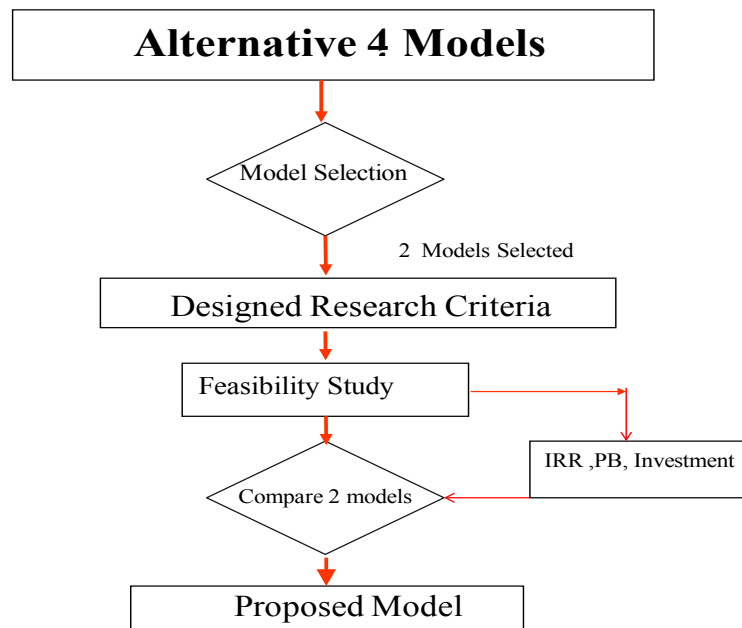 Alternative 4 Models
Model Selection
2 Models Selected
Designed Research Criteria
Feasibility Study
IRR ,PB, Investment
Compare 2 models
Proposed Model